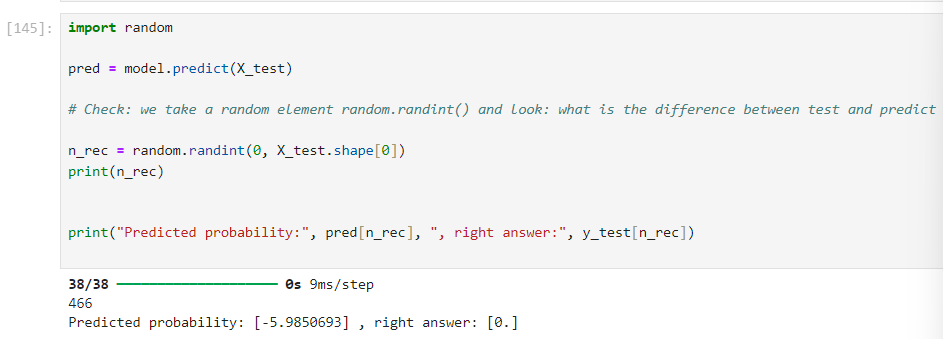 [145]: import random
pred = model.predict(X_test)
# Check: we take a random element random.randint() and Look: what is the difference between test and predict
n_rec = random.randint(0, X_test.shape[0])
print(n_rec)
print("Predicted probability:", pred[n_rec], ", right answer:", y_test[n_rec])
38/38 ━━━━━━━━━━━━━━━━━━━━ 0s 9ms/step
466
Predicted probability: [-5.9850693] , right answer: [0.]